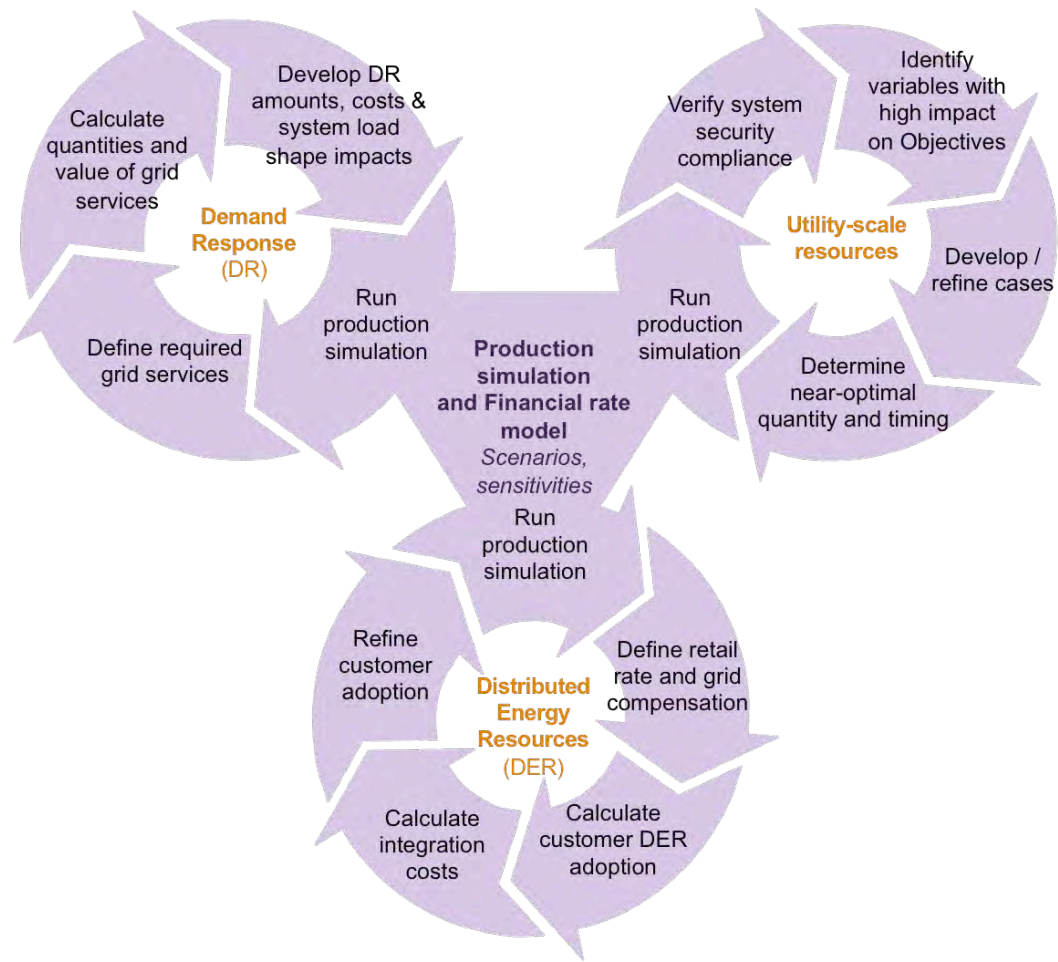 Develop DR
amounts, costs &
system load
shape impacts
Calculate
quantities and
value of grid
services
Demand
Response
(DR)
Run
production
simulation
Define required
grid services
Identify
variables with
high impact
on Objectives
Verify system
security
compliance
Utility-scale
resources
Develop /
refine cases
Run
production
simulation
Determine
near-optimal
quantity and timing
Production
simulation
and Financial rate
model
Scenarios,
sensitivities
Run
production
simulation
Refine
customer
adoption
Define retail
rate and grid
compensation
Distributed
Energy
Resources
(DER)
Calculate
integration
costs
Calculate
customer DER
adoption